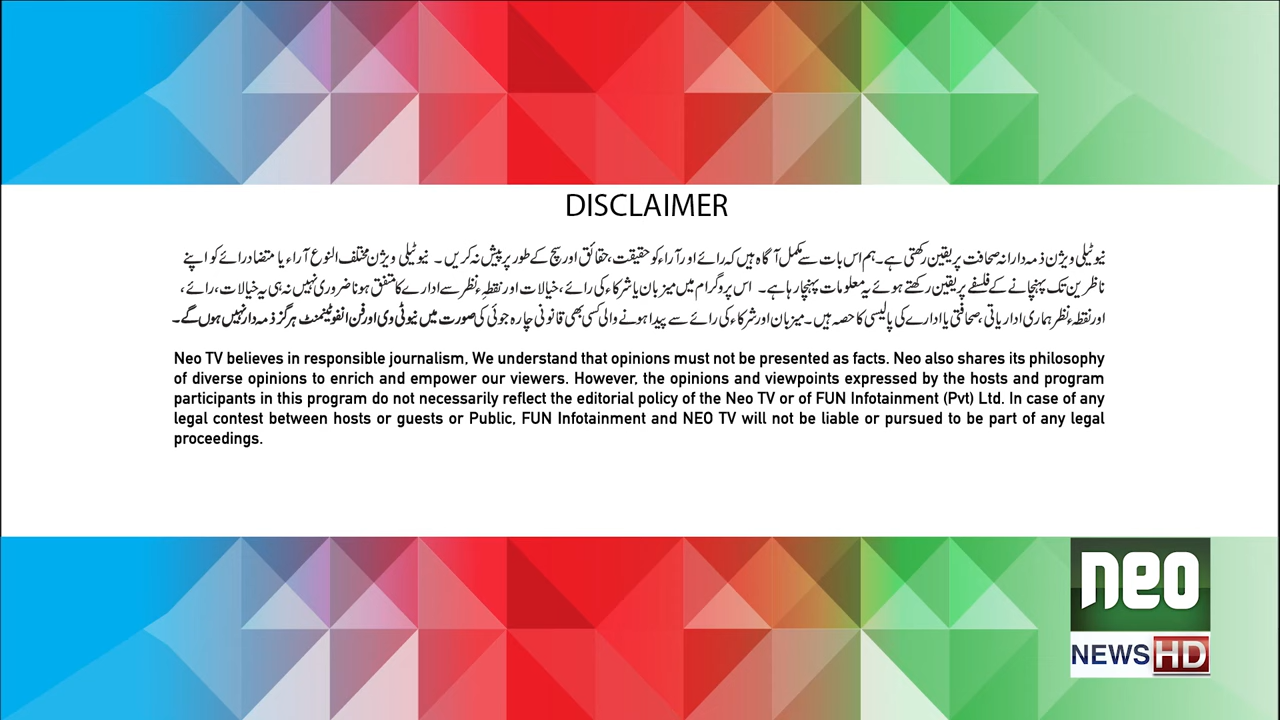 DISCLAIMER
نیوٹیلی ویژن ذمہ دارانہ صحافت پر یقین رکھتی ہے۔ ہم اس بات سے مکمل آگاہ ہیں کہ رائے اور آراء کو حقیقت، حقائق اور سچ کے طور پر پیش نہ کریں ۔ نیوٹیلی ویژن مختلف النوع آراء یا متضاد رائے کو اپنے
ناظرین تک پہنچانے کے فلسفے پر یقین رکھتے ہوئے یہ معلومات پہنچا رہا ہے۔ اس پروگرام میں میزبان یا شرکاء کی رائے، خیالات اور نقطہء نظر سے ادارے کا متفق ہونا ضروری نہیں نہ ہی یہ خیالات، رائے،
اور نقطہء نظر ہماری اداریاتی، صحافتی یا ادارے کی پالیسی کا حصہ ہیں۔ میزبان اور شرکاء کی رائے سے پیدا ہونے والی کسی بھی قانونی چارہ جوئی کی صورت میں نیو ٹی وی اور فن انفوٹینمنٹ ہرگز ذمہ دار نہیں ہوں گے۔
Neo TV believes in responsible journalism, We understand that opinions must not be presented as facts. Neo also shares its philosophy
of diverse opinions to enrich and empower our viewers. However, the opinions and viewpoints expressed by the hosts and program
participants in this program do not necessarily reflect the editorial policy of the Neo TV or of FUN Infotainment (Pvt) Ltd. In case of any
legal contest between hosts or guests or Public, FUN Infotainment and NEO TV will not be liable or pursued to be part of any legal
proceedings.
neo
NEWS HD